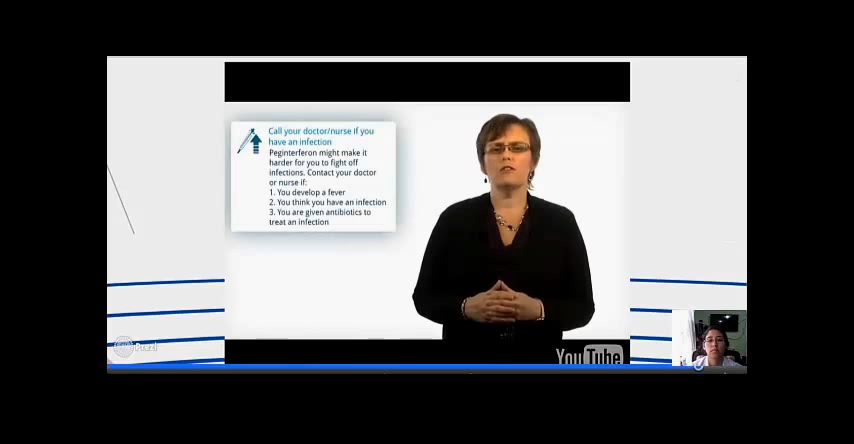 Call your doctor/nurse if you
have an infection
Peginterferon might make it
harder for you to fight off
infections. Contact your doctor
or nurse if:
1. You develop a fever
2. You think you have an infection
3. You are given antibiotics to
treat an infection
YouTube
Prezi